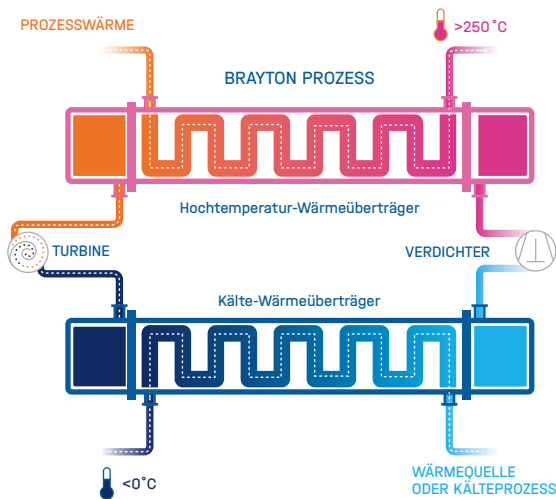 PROZESSWÄRME
>250°C
BRAYTON PROZESS
Hochtemperatur-Wärmeüberträger
TURBINE
VERDICHTER
Kälte-Wärmeüberträger
<0°C
WÄRMEQUELLE
ODER KÄLTEPROZESS